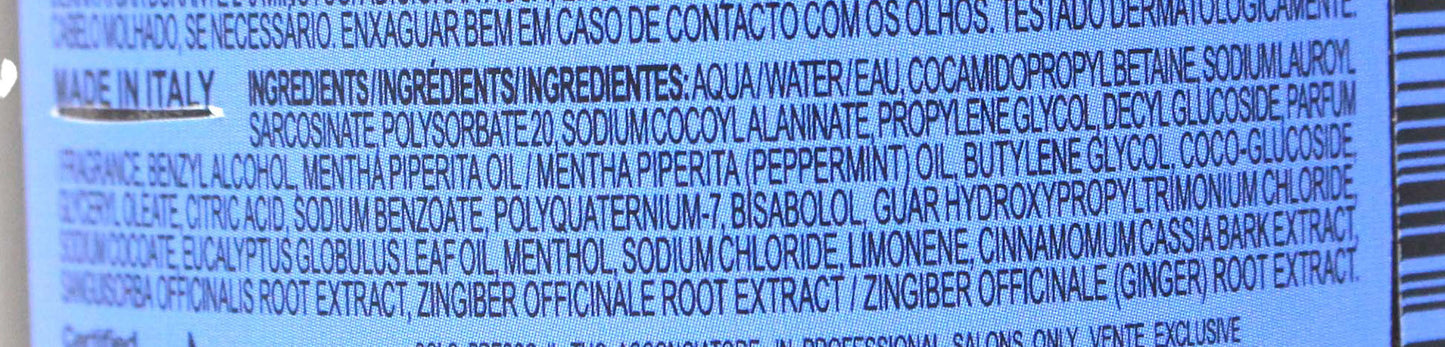 CABELO MOLHADO, SE NECESSÁRIO. ENXAGUAR BEM EM CASO DE CONTACTO COM OS OLHOS. TESTADO DERMATOLOGICAMENTE.
MADE IN ITALY INGREDIENTS/INGRÉDIENTS/INGREDIENTES: AQUA/WATER/EAU, COCAMIDOPROPYL BETAINE, SODIUM LAUROYL
SARCOSINATE, POLYSORBATE 20, SODIUM COCOYL ALANINATE, PROPYLENE GLYCOL, DECYL GLUCOSIDE, PARFUM
FRAGRANCE, BENZYL ALCOHOL, MENTHA PIPERITA OIL / MENTHA PIPERITA (PEPPERMINT) OIL, BUTYLENE GLYCOL, COCO-GLUCOSIDE,
GLYCERYL OLEATE, CITRIC ACID, SODIUM BENZOATE, POLYQUATERNIUM-7, BISABOLOL, GUAR HYDROXYPROPYLTRIMONIUM CHLORIDE,
SODIUM COCOATE, EUCALYPTUS GLOBULUS LEAF OIL, MENTHOL, SODIUM CHLORIDE, LIMONENE, CINNAMOMUM CASSIA BARK EXTRACT,
SANGUISORBA OFFICINALIS ROOT EXTRACT, ZINGIBER OFFICINALE ROOT EXTRACT / ZINGIBER OFFICINALE (GINGER) ROOT EXTRACT.
Certified
IN PROFESSIONAL SALONS ONLY VENTE EXCLUSIVE